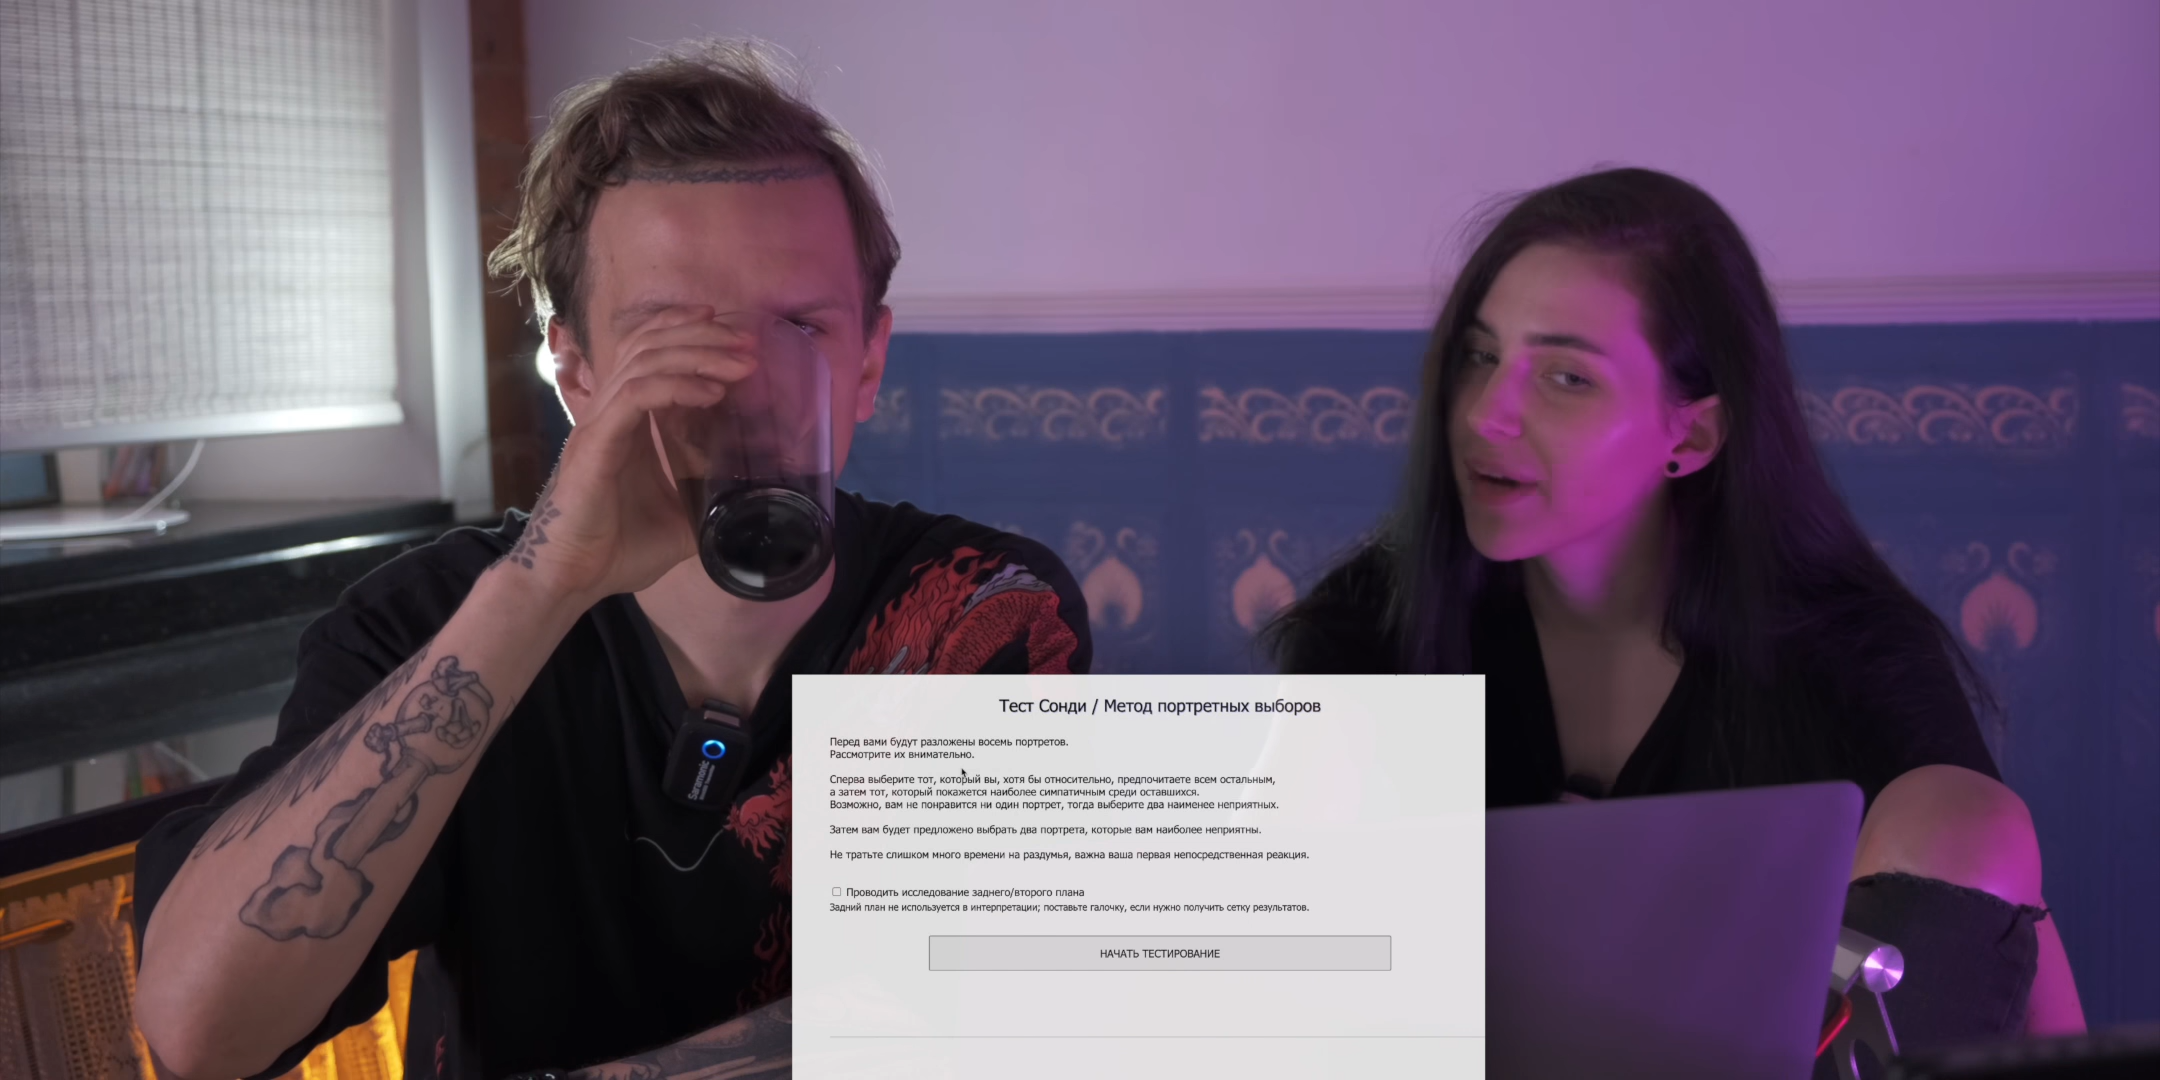 Тест Сонди / Метод портретных выборов
Перед вами будут разложены восемь портретов.
Рассмотрите их внимательно.
Сперва выберите тот, который вы, хотя бы относительно, предпочитаете всем остальным,
а затем тот, который покажется наиболее симпатичным среди оставшихся.
Возможно, вам не понравится ни один портрет, тогда выберите два наименее неприятных.
Затем вам будет предложено выбрать два портрета, которые вам наиболее неприятны.
Не тратьте слишком много времени на раздумья, важна ваша первая непосредственная реакция.
Проводить исследование заднего/второго плана
Задний план не используется в интерпретации; поставьте галочку, если нужно получить сетку результатов.
НАЧАТЬ ТЕСТИРОВАНИЕ
Saramonic